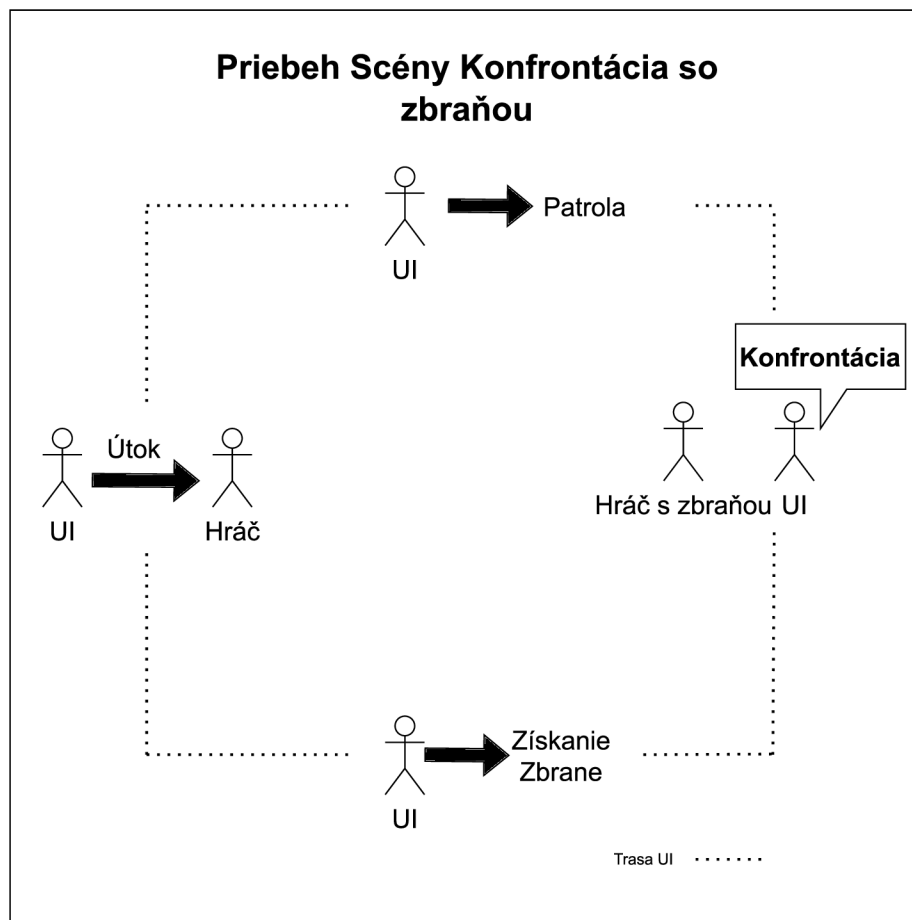 Priebeh Scény Konfrontácia so
zbraňou
Patrola
UI
Konfrontácia
Útok
UI
Hráč
Hráč s zbraňou UI
Získanie
Zbrane
UI
Trasa UI